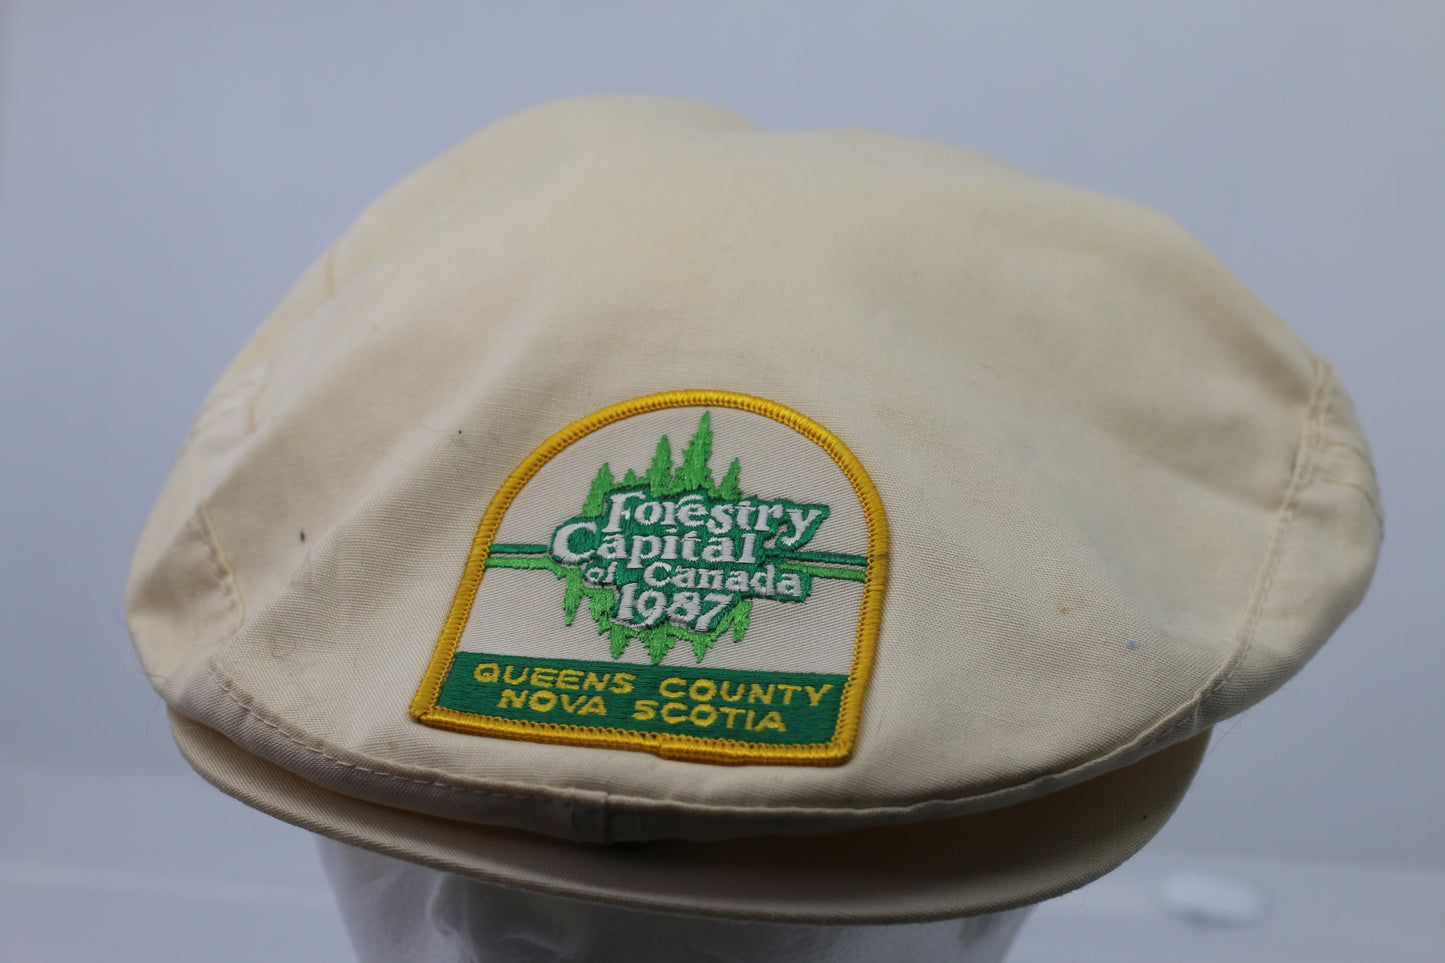 Forestry
Capital
of Canada
1987
QUEENS COUNTY
NOVA SCOTIA